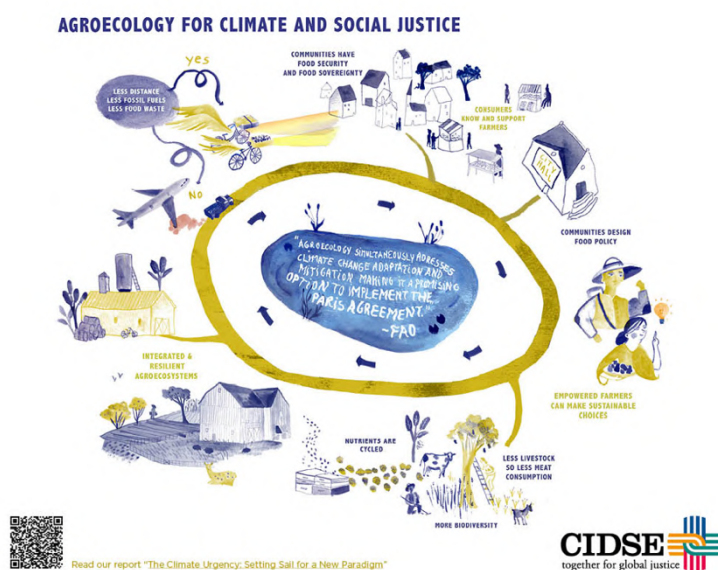 AGROECOLOGY FOR CLIMATE AND SOCIAL JUSTICE
COMMUNITIES HAVE
FOOD SECURITY
AND FOOD SOVEREIGNTY
yes
LESS DISTANCE
LESS FOSSIL FUELS
LESS FOOD WASTE
CONSUMERS
KNOW AND SUPPORT
FARMERS
CITY
HALL
NO
COMMUNITIES DESIGN
FOOD POLICY
"AGROECOLOGY SIMULTANEOUSLY ADRESSES
CLIMATE CHANGE ADAPTATION AND
MITIGATION MAKING IT A PROMISING
OPTION TO IMPLEMENT THE
PARIS AGREEMENT."
-FAO
INTEGRATED &
RESILIENT
AGROECOSYSTEMS
EMPOWERED FARMERS
CAN MAKE SUSTAINABLE
CHOICES
NUTRIENTS ARE
CYCLED
LESS LIVESTOCK
SO LESS MEAT
CONSUMPTION
MORE BIODIVERSITY
Read our report "The Climate Urgency: Setting Sail for a New Paradigm"
CIDSE
together for global justice